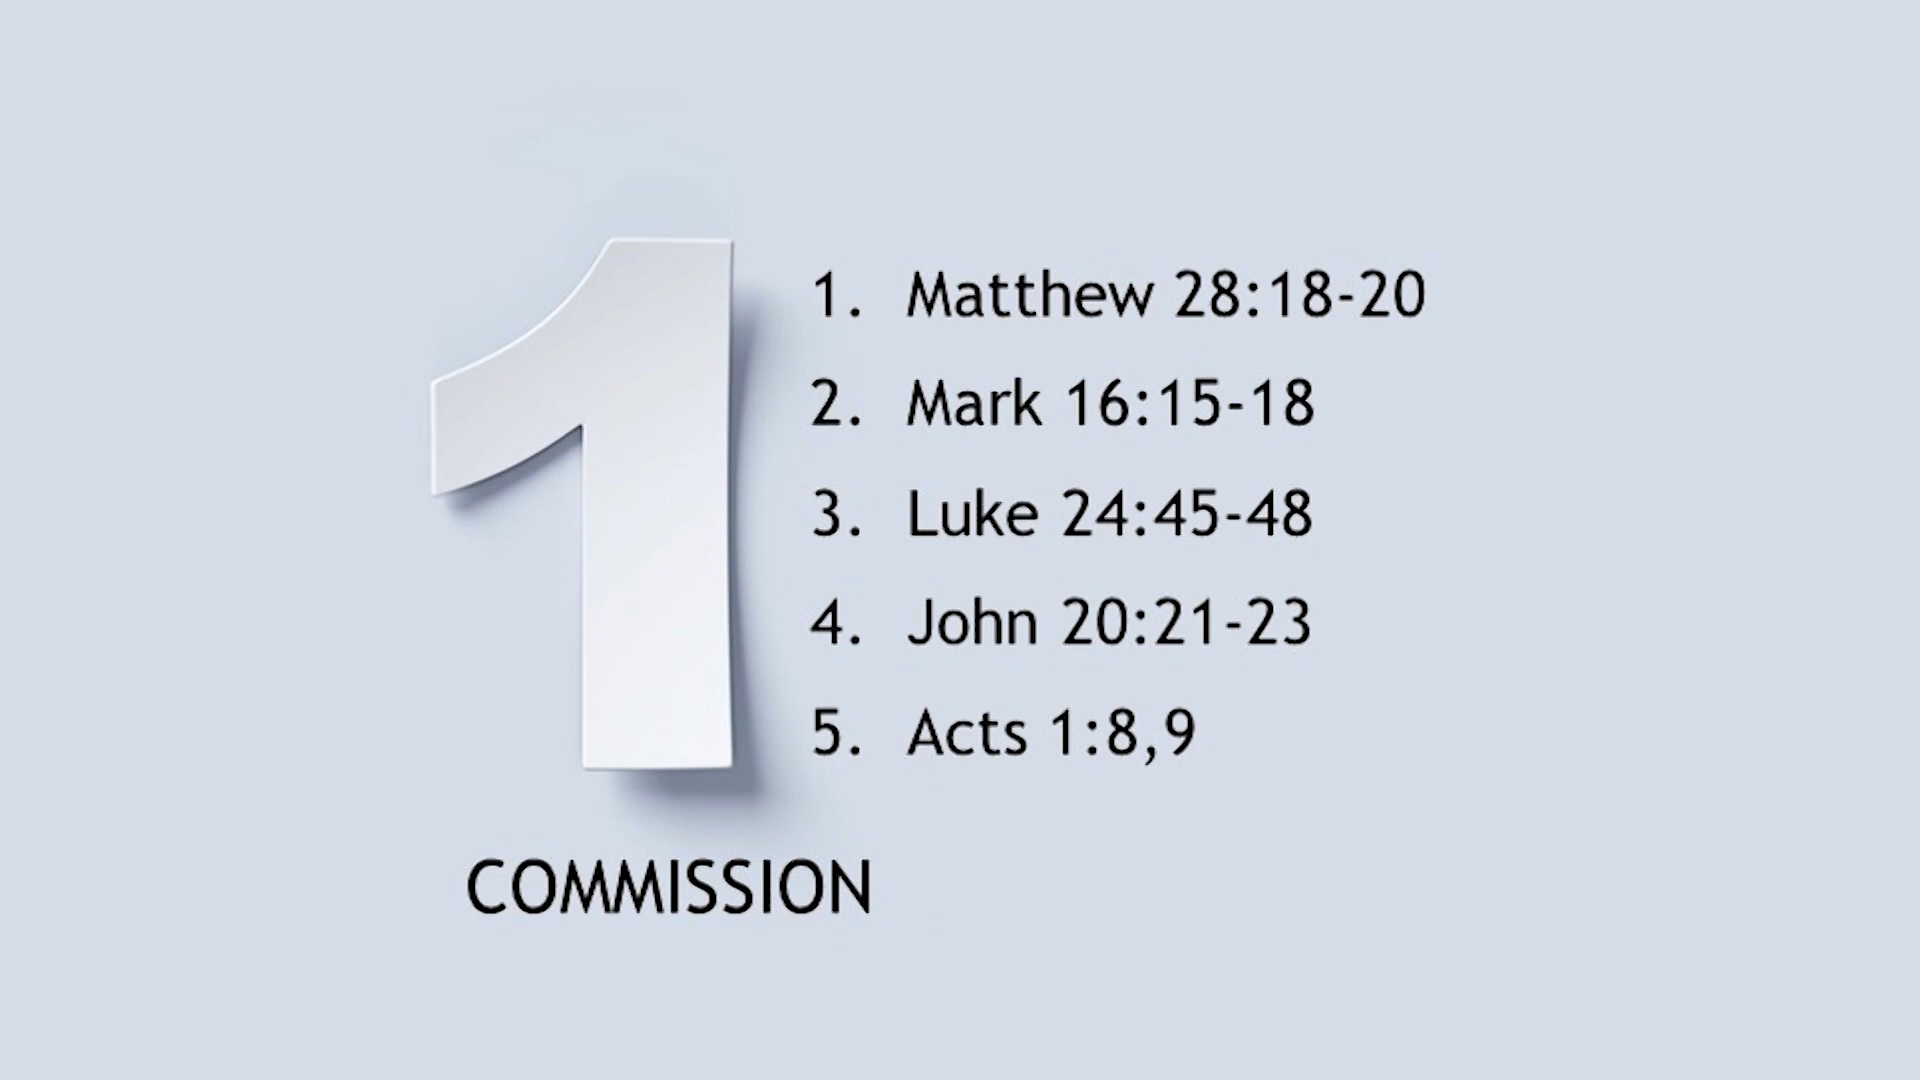 1
1. Matthew 28:18-20
2. Mark 16:15-18
3. Luke 24:45-48
4. John 20:21-23
5. Acts 1:8,9
COMMISSION